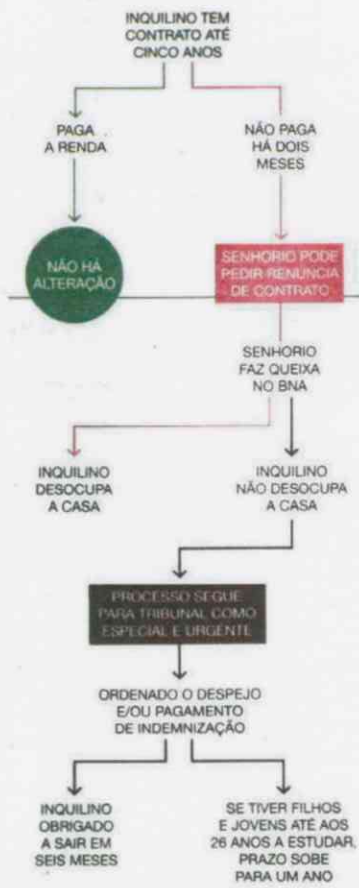 INQUILINO TEM
CONTRATO ATÉ
CINCO ANOS
PAGA
A RENDA
NÃO PAGA
HÁ DOIS
MESES
NÃO HÁ
ALTERAÇÃO
SENHORIO PODE
PEDIR RENUNCIA
DE CONTRATO
SENHORIO
FAZ QUEIXA
NO BNA
INQUILINO
DESOCUPA
A CASA
INQUILINO
NÃO DESOCUPA
A CASA
PROCESSO SEGUE
PARA TRIBUNAL COMO
ESPECIAL E URGENTE
ORDENADO O DESPEJO
E/OU PAGAMENTO
DE INDEMNIZAÇÃO
INQUILINO
OBRIGADO
A SAIR EM
SEIS MESES
SE TIVER FILHOS
E JOVENS ATÉ AOS
26 ANOS A ESTUDAR,
PRAZO SOBE
PARA UM ANO